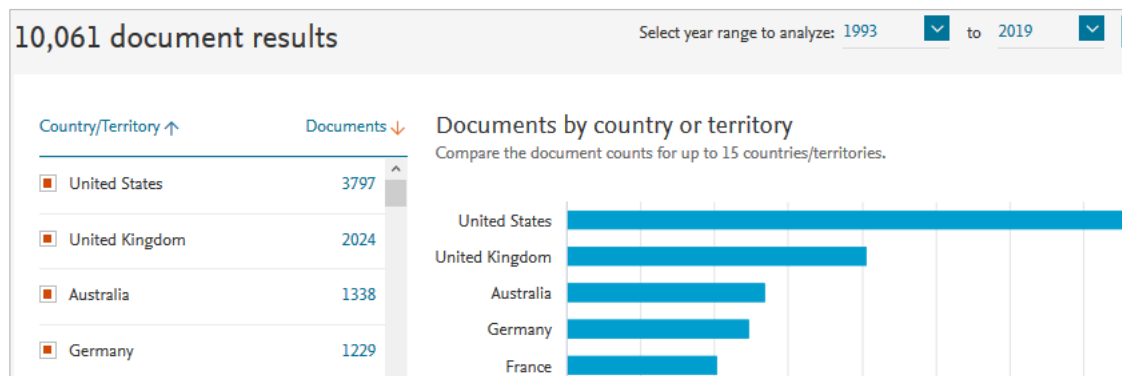 10,061 document results
Select year range to analyze: 1993 to 2019
Country/Territory Documents
United States 3797
United Kingdom 2024
Australia 1338
Germany 1229
Documents by country or territory
Compare the document counts for up to 15 countries/territories.
United States
United Kingdom
Australia
Germany
France